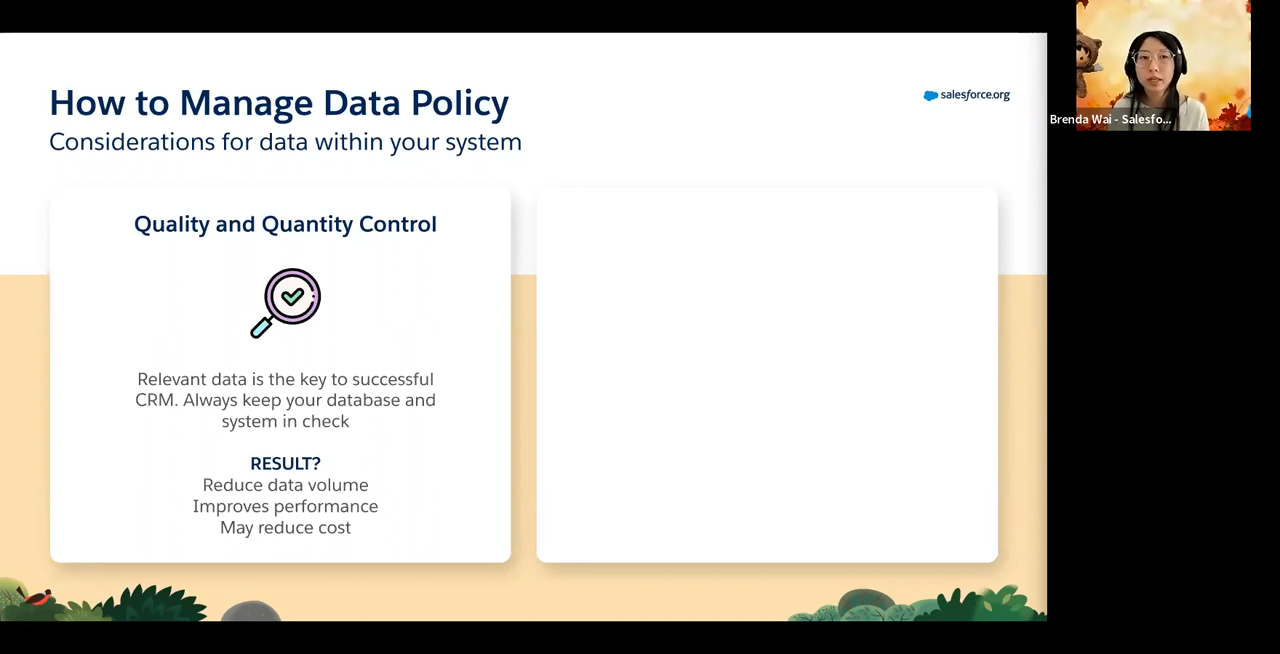 How to Manage Data Policy
Considerations for data within your system
salesforce.org
Quality and Quantity Control
Relevant data is the key to successful
CRM. Always keep your database and
system in check
RESULT?
Reduce data volume
Improves performance
May reduce cost
Brenda Wai - Salesfo...